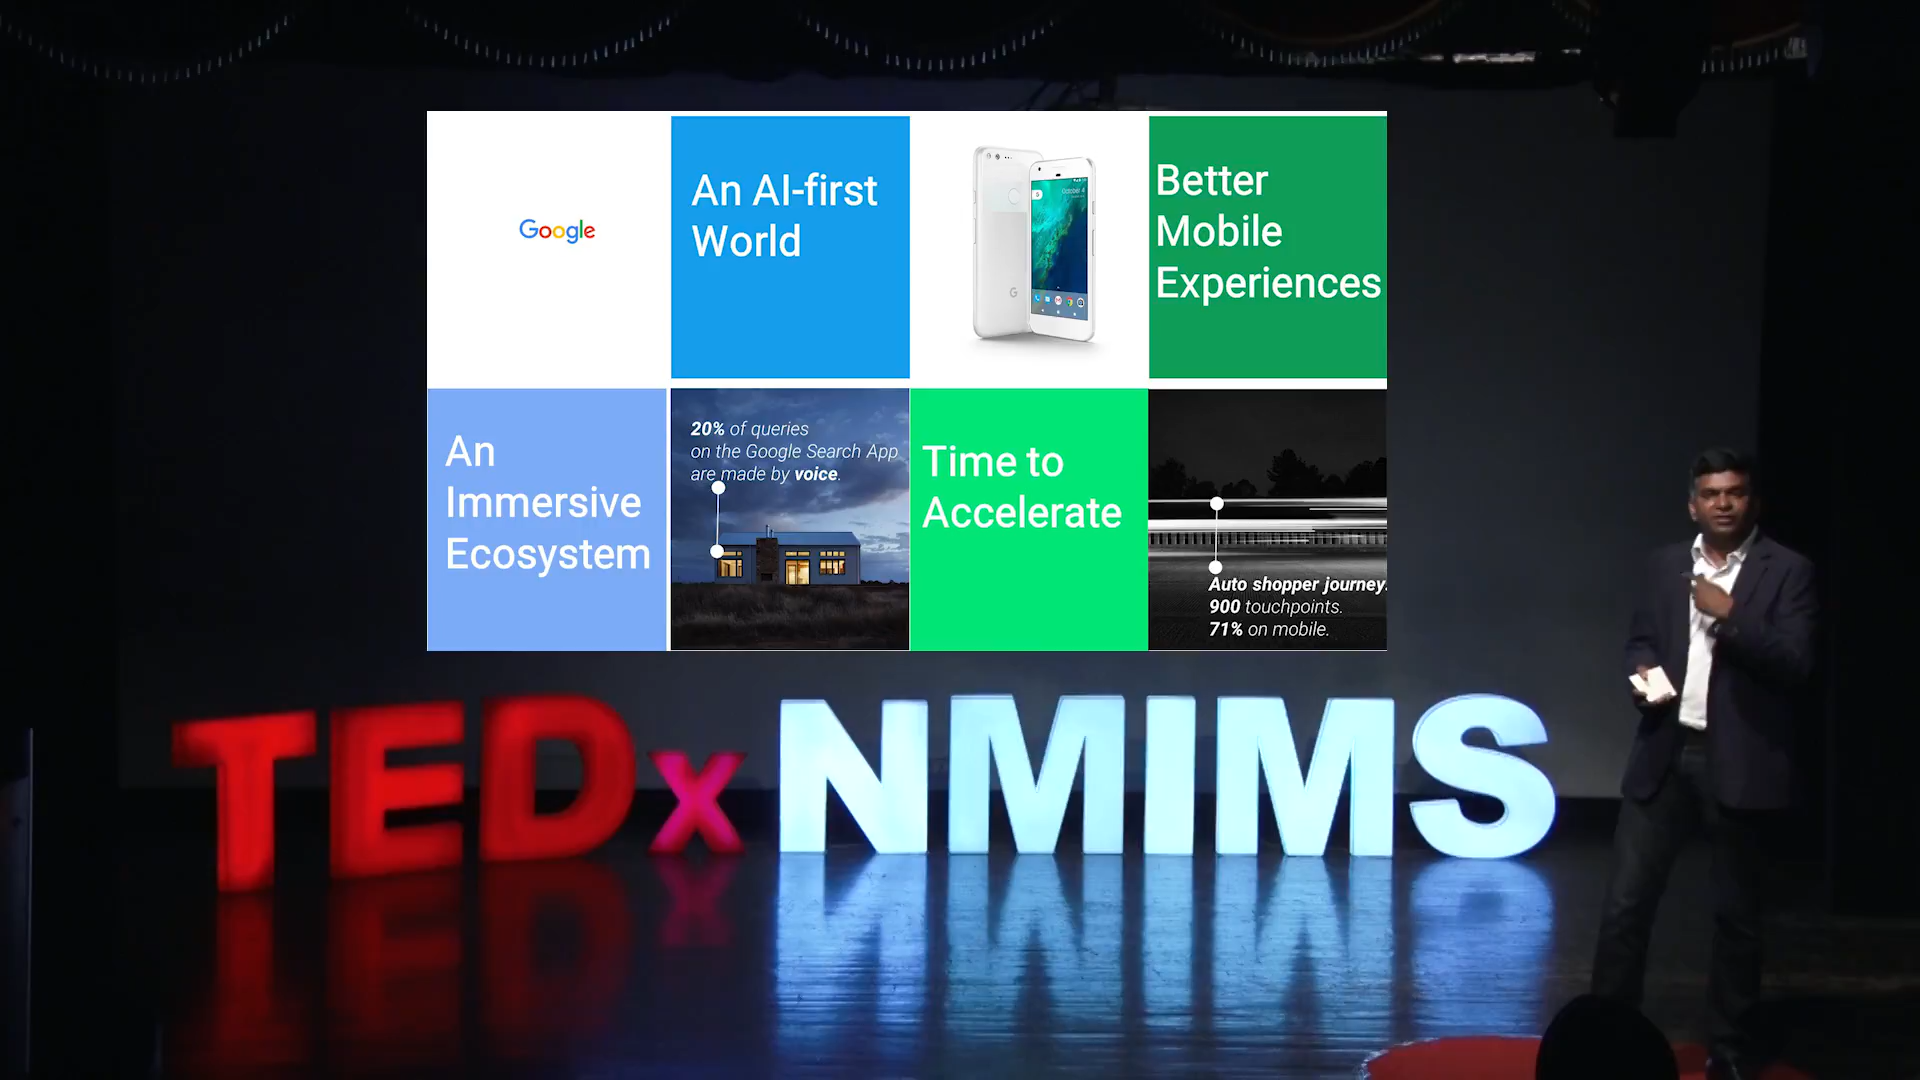 Google
An AI-first
World
Better
Mobile
Experiences
An
Immersive
Ecosystem
20% of queries
on the Google Search App
are made by voice.
Time to
Accelerate
Auto shopper journey.
900 touchpoints.
71% on mobile.
TEDxNMIMS